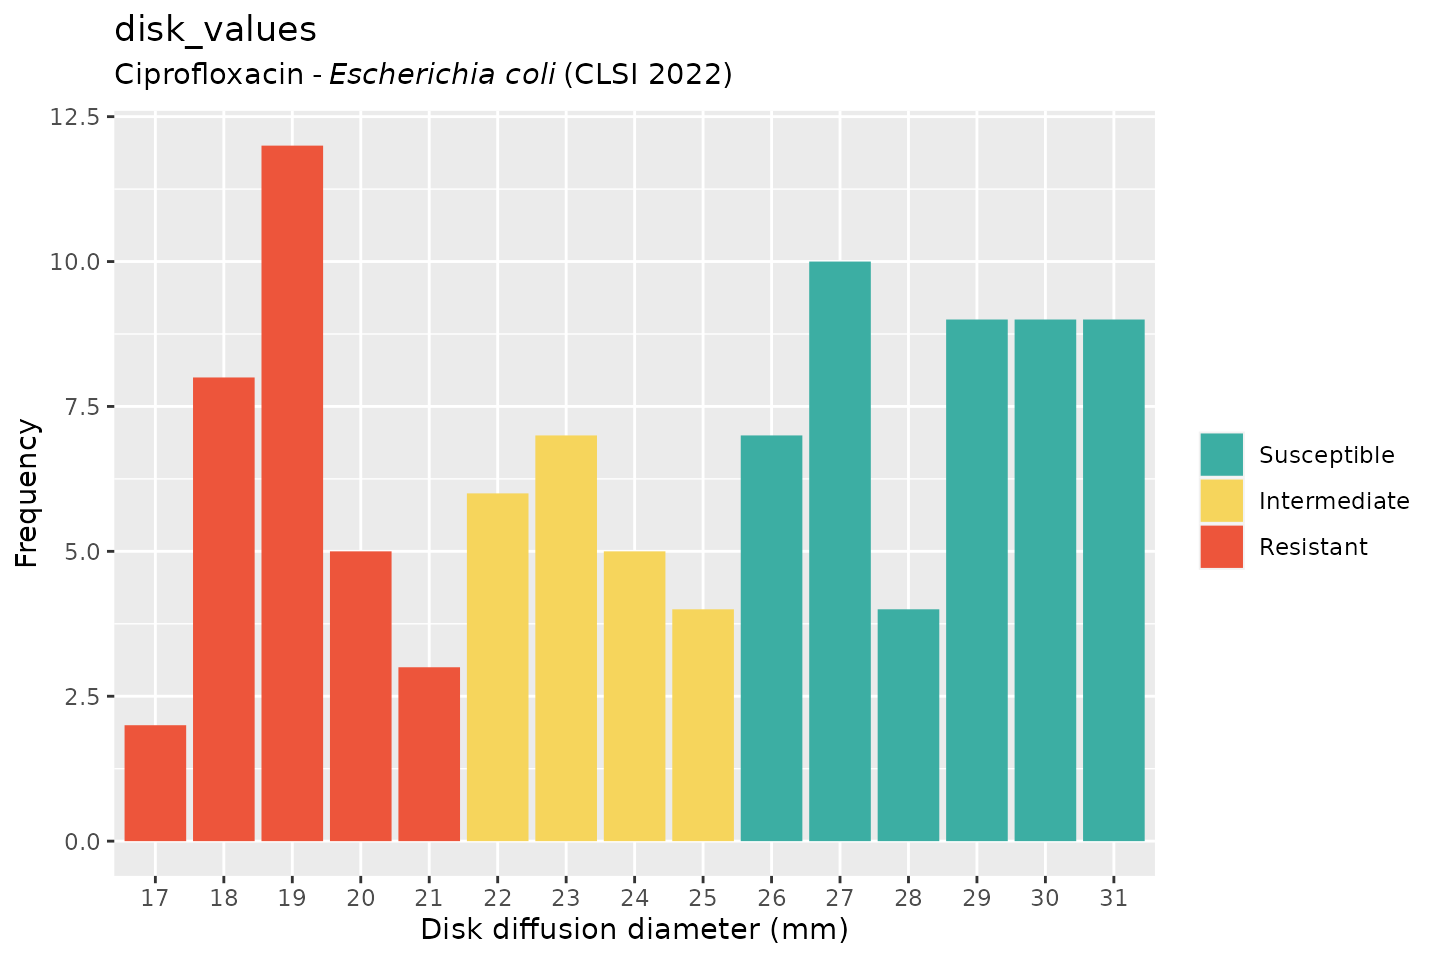 disk_values
Ciprofloxacin - Escherichia coli (CLSI 2022)
12.5
10.0
7.5
5.0
2.5
0.0
Frequency
17 18 19 20 21 22 23 24 25 26 27 28 29 30 31
Disk diffusion diameter (mm)
Susceptible
Intermediate
Resistant